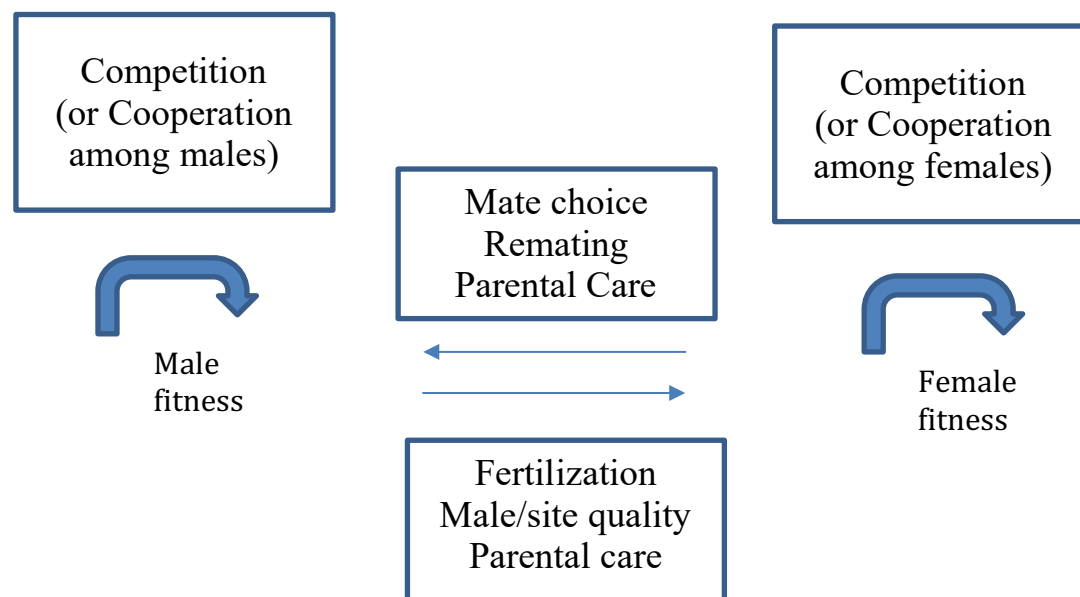 Competition
(or Cooperation
among males)
Competition
(or Cooperation
among females)
Mate choice
Remating
Parental Care
Male
fitness
Female
fitness
Fertilization
Male/site quality
Parental care